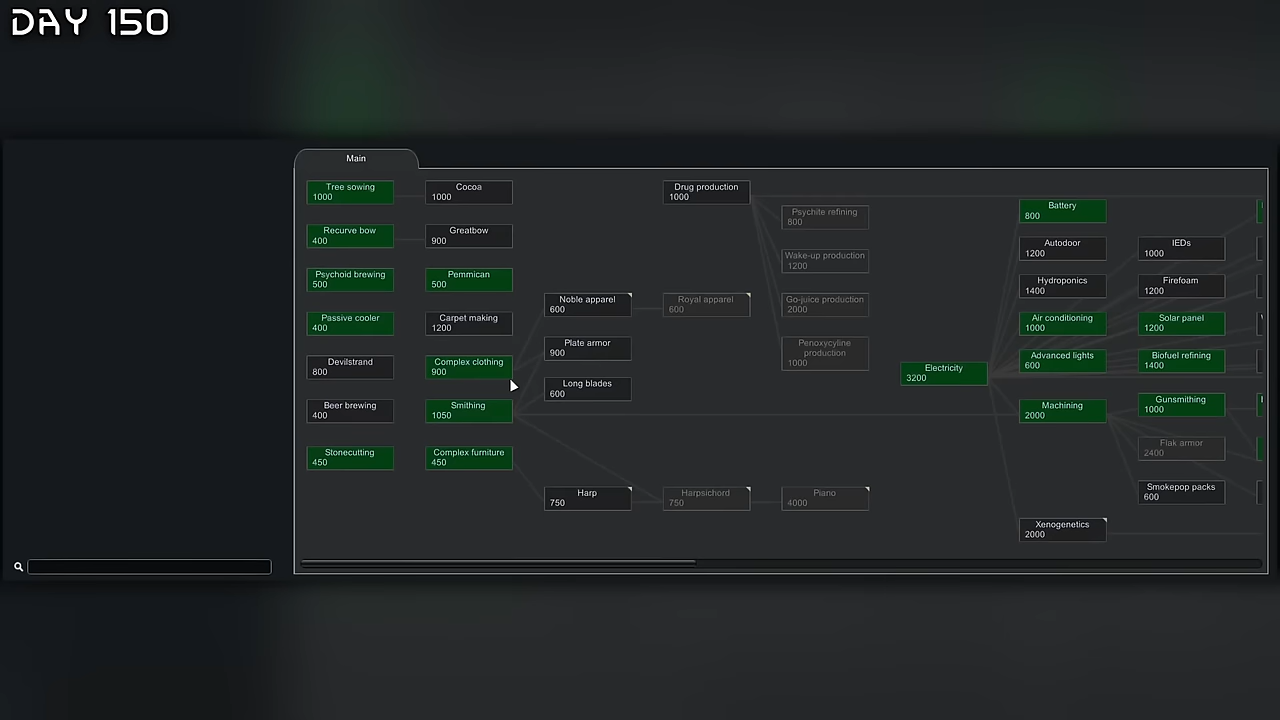 DAY 150
Main
Tree sowing
1000
Cocoa
1000
Drug production
1000
Psychite refining
800
Battery
800
Recurve bow
400
Greatbow
900
Autodoor
1200
IEDs
1000
Wake-up production
1200
Psychoid brewing
500
Pemmican
500
Hydroponics
1400
Firefoam
1200
Noble apparel
600
Royal apparel
600
Go-juice production
2000
Passive cooler
400
Carpet making
1200
Air conditioning
1000
Solar panel
1200
Plate armor
900
Penoxycyline
production
1000
Devilstrand
800
Complex clothing
900
Electricity
3200
Advanced lights
600
Biofuel refining
1400
Long blades
600
Beer brewing
400
Smithing
1050
Machining
2000
Gunsmithing
1000
Flak armor
2400
Stonecutting
450
Complex furniture
450
Harp
750
Harpsichord
750
Piano
4000
Smokepop packs
600
Xenogenetics
2000